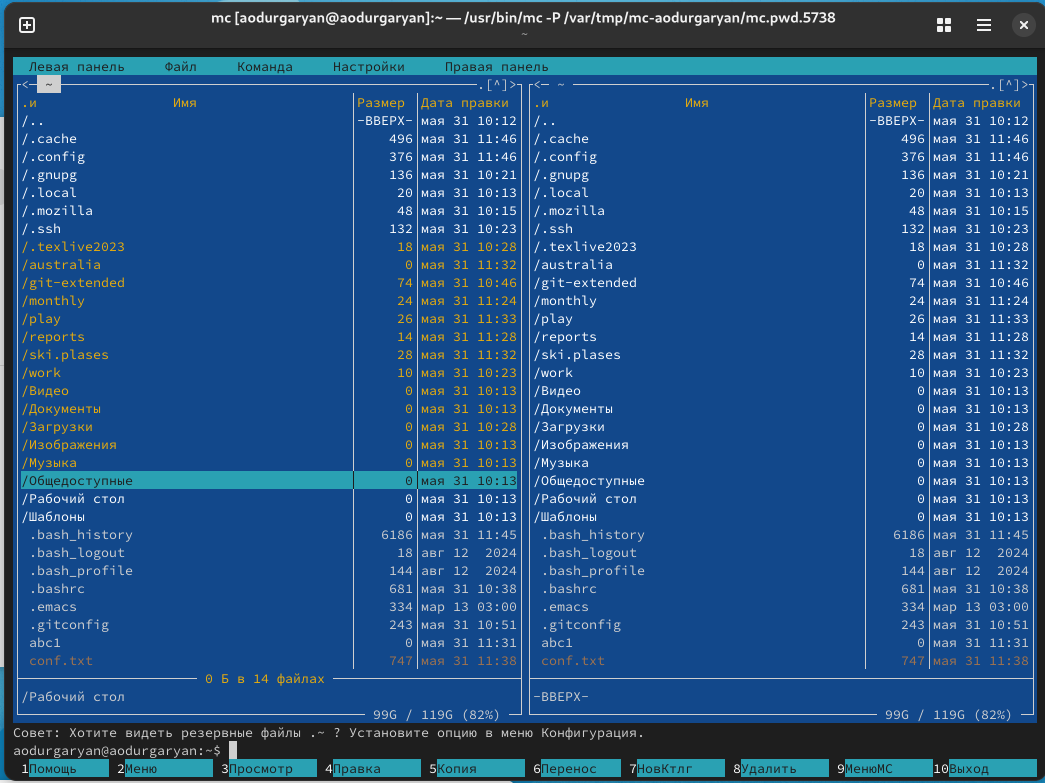 mc [aodurgaryan@aodurgaryan]:~ — /usr/bin/mc -P /var/tmp/mc-aodurgaryan/mc.pwd.5738
~
Левая панель Файл Команда Настройки Правая панель
<— ~ .[^]> <— ~ .[^]>
.и Имя Размер Дата правки .и Имя Размер Дата правки
/.. -ВВЕРХ- мая 31 10:12 /.. -ВВЕРХ- мая 31 10:12
/.cache 496 мая 31 11:46 /.cache 496 мая 31 11:46
/.config 376 мая 31 11:46 /.config 376 мая 31 11:46
/.gnupg 136 мая 31 10:21 /.gnupg 136 мая 31 10:21
/.local 20 мая 31 10:13 /.local 20 мая 31 10:13
/.mozilla 48 мая 31 10:15 /.mozilla 48 мая 31 10:15
/.ssh 132 мая 31 10:23 /.ssh 132 мая 31 10:23
/.texlive2023 18 мая 31 10:28 /.texlive2023 18 мая 31 10:28
/australia 0 мая 31 11:32 /australia 0 мая 31 11:32
/git-extended 74 мая 31 10:46 /git-extended 74 мая 31 10:46
/monthly 24 мая 31 11:24 /monthly 24 мая 31 11:24
/play 26 мая 31 11:33 /play 26 мая 31 11:33
/reports 14 мая 31 11:28 /reports 14 мая 31 11:28
/ski.plases 28 мая 31 11:32 /ski.plases 28 мая 31 11:32
/work 10 мая 31 10:23 /work 10 мая 31 10:23
/Видео 0 мая 31 10:13 /Видео 0 мая 31 10:13
/Документы 0 мая 31 10:13 /Документы 0 мая 31 10:13
/Загрузки 0 мая 31 10:28 /Загрузки 0 мая 31 10:28
/Изображения 0 мая 31 10:13 /Изображения 0 мая 31 10:13
/Музыка 0 мая 31 10:13 /Музыка 0 мая 31 10:13
/Общедоступные 0 мая 31 10:13 /Общедоступные 0 мая 31 10:13
/Рабочий стол 0 мая 31 10:13 /Рабочий стол 0 мая 31 10:13
/Шаблоны 0 мая 31 10:13 /Шаблоны 0 мая 31 10:13
.bash_history 6186 мая 31 11:45 .bash_history 6186 мая 31 11:45
.bash_logout 18 авг 12 2024 .bash_logout 18 авг 12 2024
.bash_profile 144 авг 12 2024 .bash_profile 144 авг 12 2024
.bashrc 681 мая 31 10:38 .bashrc 681 мая 31 10:38
.emacs 334 мар 13 03:00 .emacs 334 мар 13 03:00
.gitconfig 243 мая 31 10:51 .gitconfig 243 мая 31 10:51
abc1 0 мая 31 11:31 abc1 0 мая 31 11:31
conf.txt 747 мая 31 11:38 conf.txt 747 мая 31 11:38
0 Б в 14 файлах
/Рабочий стол -ВВЕРХ-
99G / 119G (82%) 99G / 119G (82%)
Совет: Хотите видеть резервные файлы .~ ? Установите опцию в меню Конфигурация.
aodurgaryan@aodurgaryan:~$
1Помощь 2Меню 3Просмотр 4Правка 5Копия 6Перенос 7НовКтлг 8Удалить 9МенюМС 10Выход